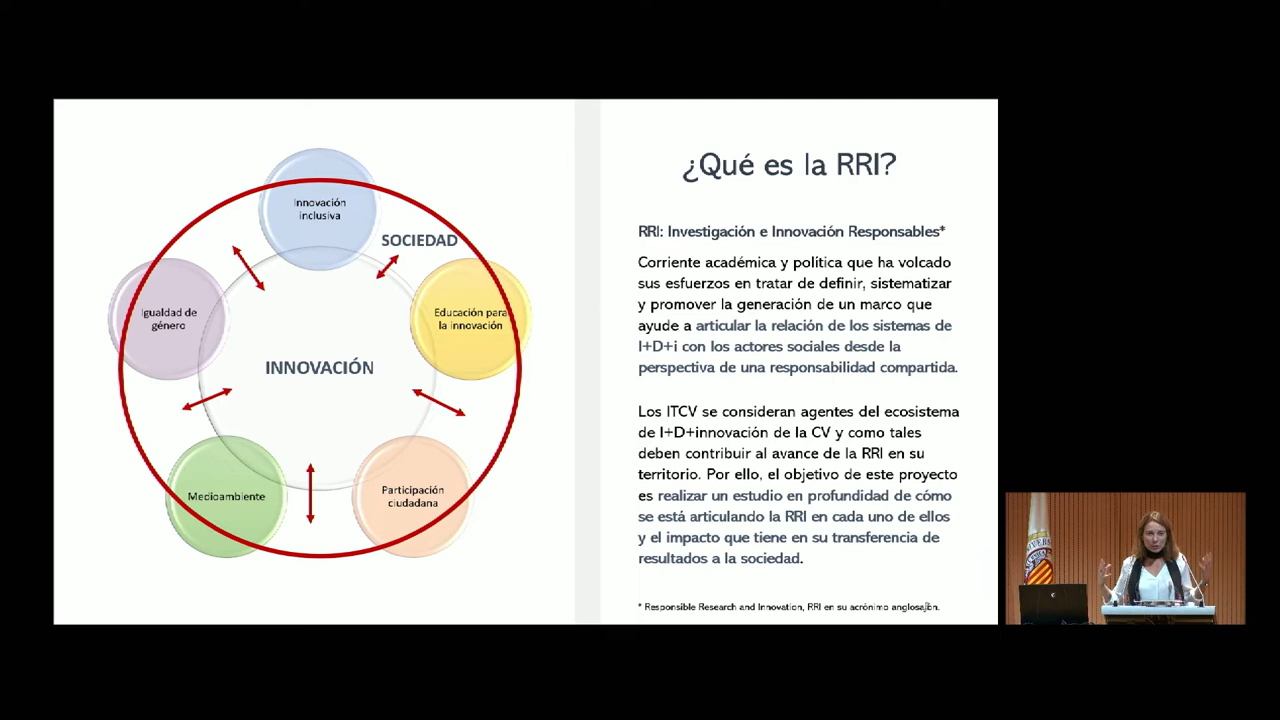 Innovación
inclusiva
SOCIEDAD
Igualdad de
género
Educación para
la innovación
INNOVACIÓN
Medioambiente
Participación
ciudadana
¿Qué es la RRI?
RRI: Investigación e Innovación Responsables*
Corriente académica y política que ha volcado
sus esfuerzos en tratar de definir, sistematizar
y promover la generación de un marco que
ayude a articular la relación de los sistemas de
I+D+i con los actores sociales desde la
perspectiva de una responsabilidad compartida.
Los ITCV se consideran agentes del ecosistema
de I+D+innovación de la CV y como tales
deben contribuir al avance de la RRI en su
territorio. Por ello, el objetivo de este proyecto
es realizar un estudio en profundidad de cómo
se está articulando la RRI en cada uno de ellos
y el impacto que tiene en su transferencia de
resultados a la sociedad.
* Responsible Research and Innovation, RRI en su acrónimo anglosajón.